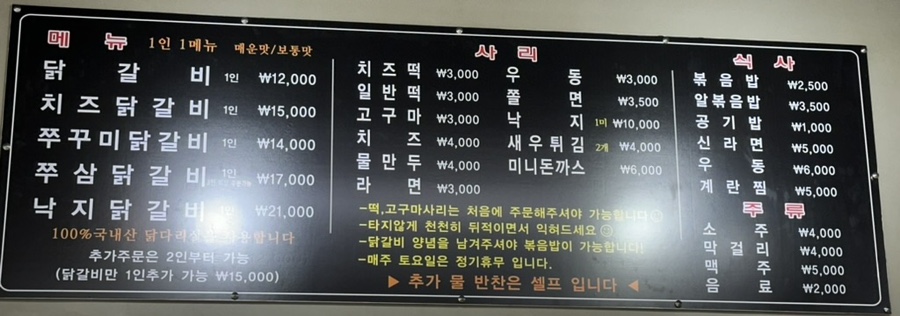 메 뉴 1인 1메뉴 매운맛/보통맛
닭 갈 비 1인 ₩12,000
치 즈 닭 갈 비 1인 ₩15,000
쭈 꾸 미 닭 갈 비 1인 ₩14,000
쭈 삼 닭 갈 비 1인 ₩17,000
낙 지 닭 갈 비 1인 ₩21,000
100%국내산 닭다리살 사용합니다
추가주문은 2인부터 가능
(닭갈비만 1인추가 가능 ₩15,000)
사 리
치 즈 떡 ₩3,000
일 반 떡 ₩3,000
고 구 마 ₩3,000
치 즈 ₩4,000
물 만 두 ₩4,000
라 면 ₩3,000
우 동 ₩3,000
쫄 면 ₩3,500
낙 지 1미 ₩10,000
새 우 튀 김 2개 ₩4,000
미니돈까스 ₩6,000
-떡,고구마사리는 처음에 주문해주셔야 가능합니다
-타지않게 천천히 뒤적이면서 익혀드세요
-닭갈비 양념을 남겨주셔야 볶음밥이 가능합니다!
-매주 토요일은 정기휴무 입니다.
▶ 추가 물 반찬은 셀프 입니다 ◀
식 사
볶 음 밥 ₩2,500
알 볶 음 밥 ₩3,500
공 기 밥 ₩1,000
신 라 면 ₩5,000
우 동 ₩6,000
계 란 찜 ₩5,000
주 류
소 주 ₩4,000
막 걸 리 ₩4,000
맥 주 ₩5,000
음 료 ₩2,000